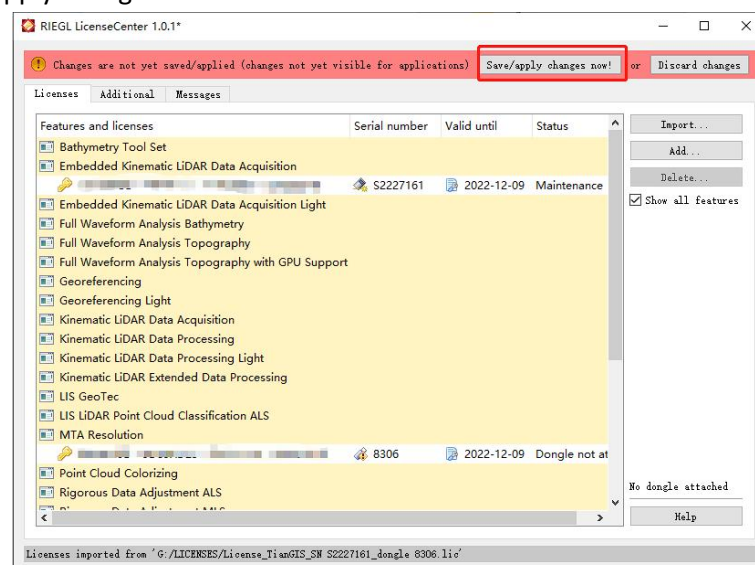 RIEGL LicenseCenter 1.0.1*
Changes are not yet saved/applied (changes not yet visible for applications) Save/apply changes now! or Discard changes
Licenses Additional Messages
Features and licenses Serial number Valid until Status
Import...
Bathymetry Tool Set
Add...
Embedded Kinematic LiDAR Data Acquisition
Delete...
S2227161 2022-12-09 Maintenance
Show all features
Embedded Kinematic LiDAR Data Acquisition Light
Full Waveform Analysis Bathymetry
Full Waveform Analysis Topography
Full Waveform Analysis Topography with GPU Support
Georeferencing
Georeferencing Light
Kinematic LiDAR Data Acquisition
Kinematic LiDAR Data Processing
Kinematic LiDAR Data Processing Light
Kinematic LiDAR Extended Data Processing
LIS GeoTec
LIS LiDAR Point Cloud Classification ALS
MTA Resolution
8306 2022-12-09 Dongle not at
Point Cloud Colorizing
No dongle attached
Rigorous Data Adjustment ALS
Help
Licenses imported from 'G:/LICENSES/License_TianGIS_SN S2227161_dongle 8306.lic'